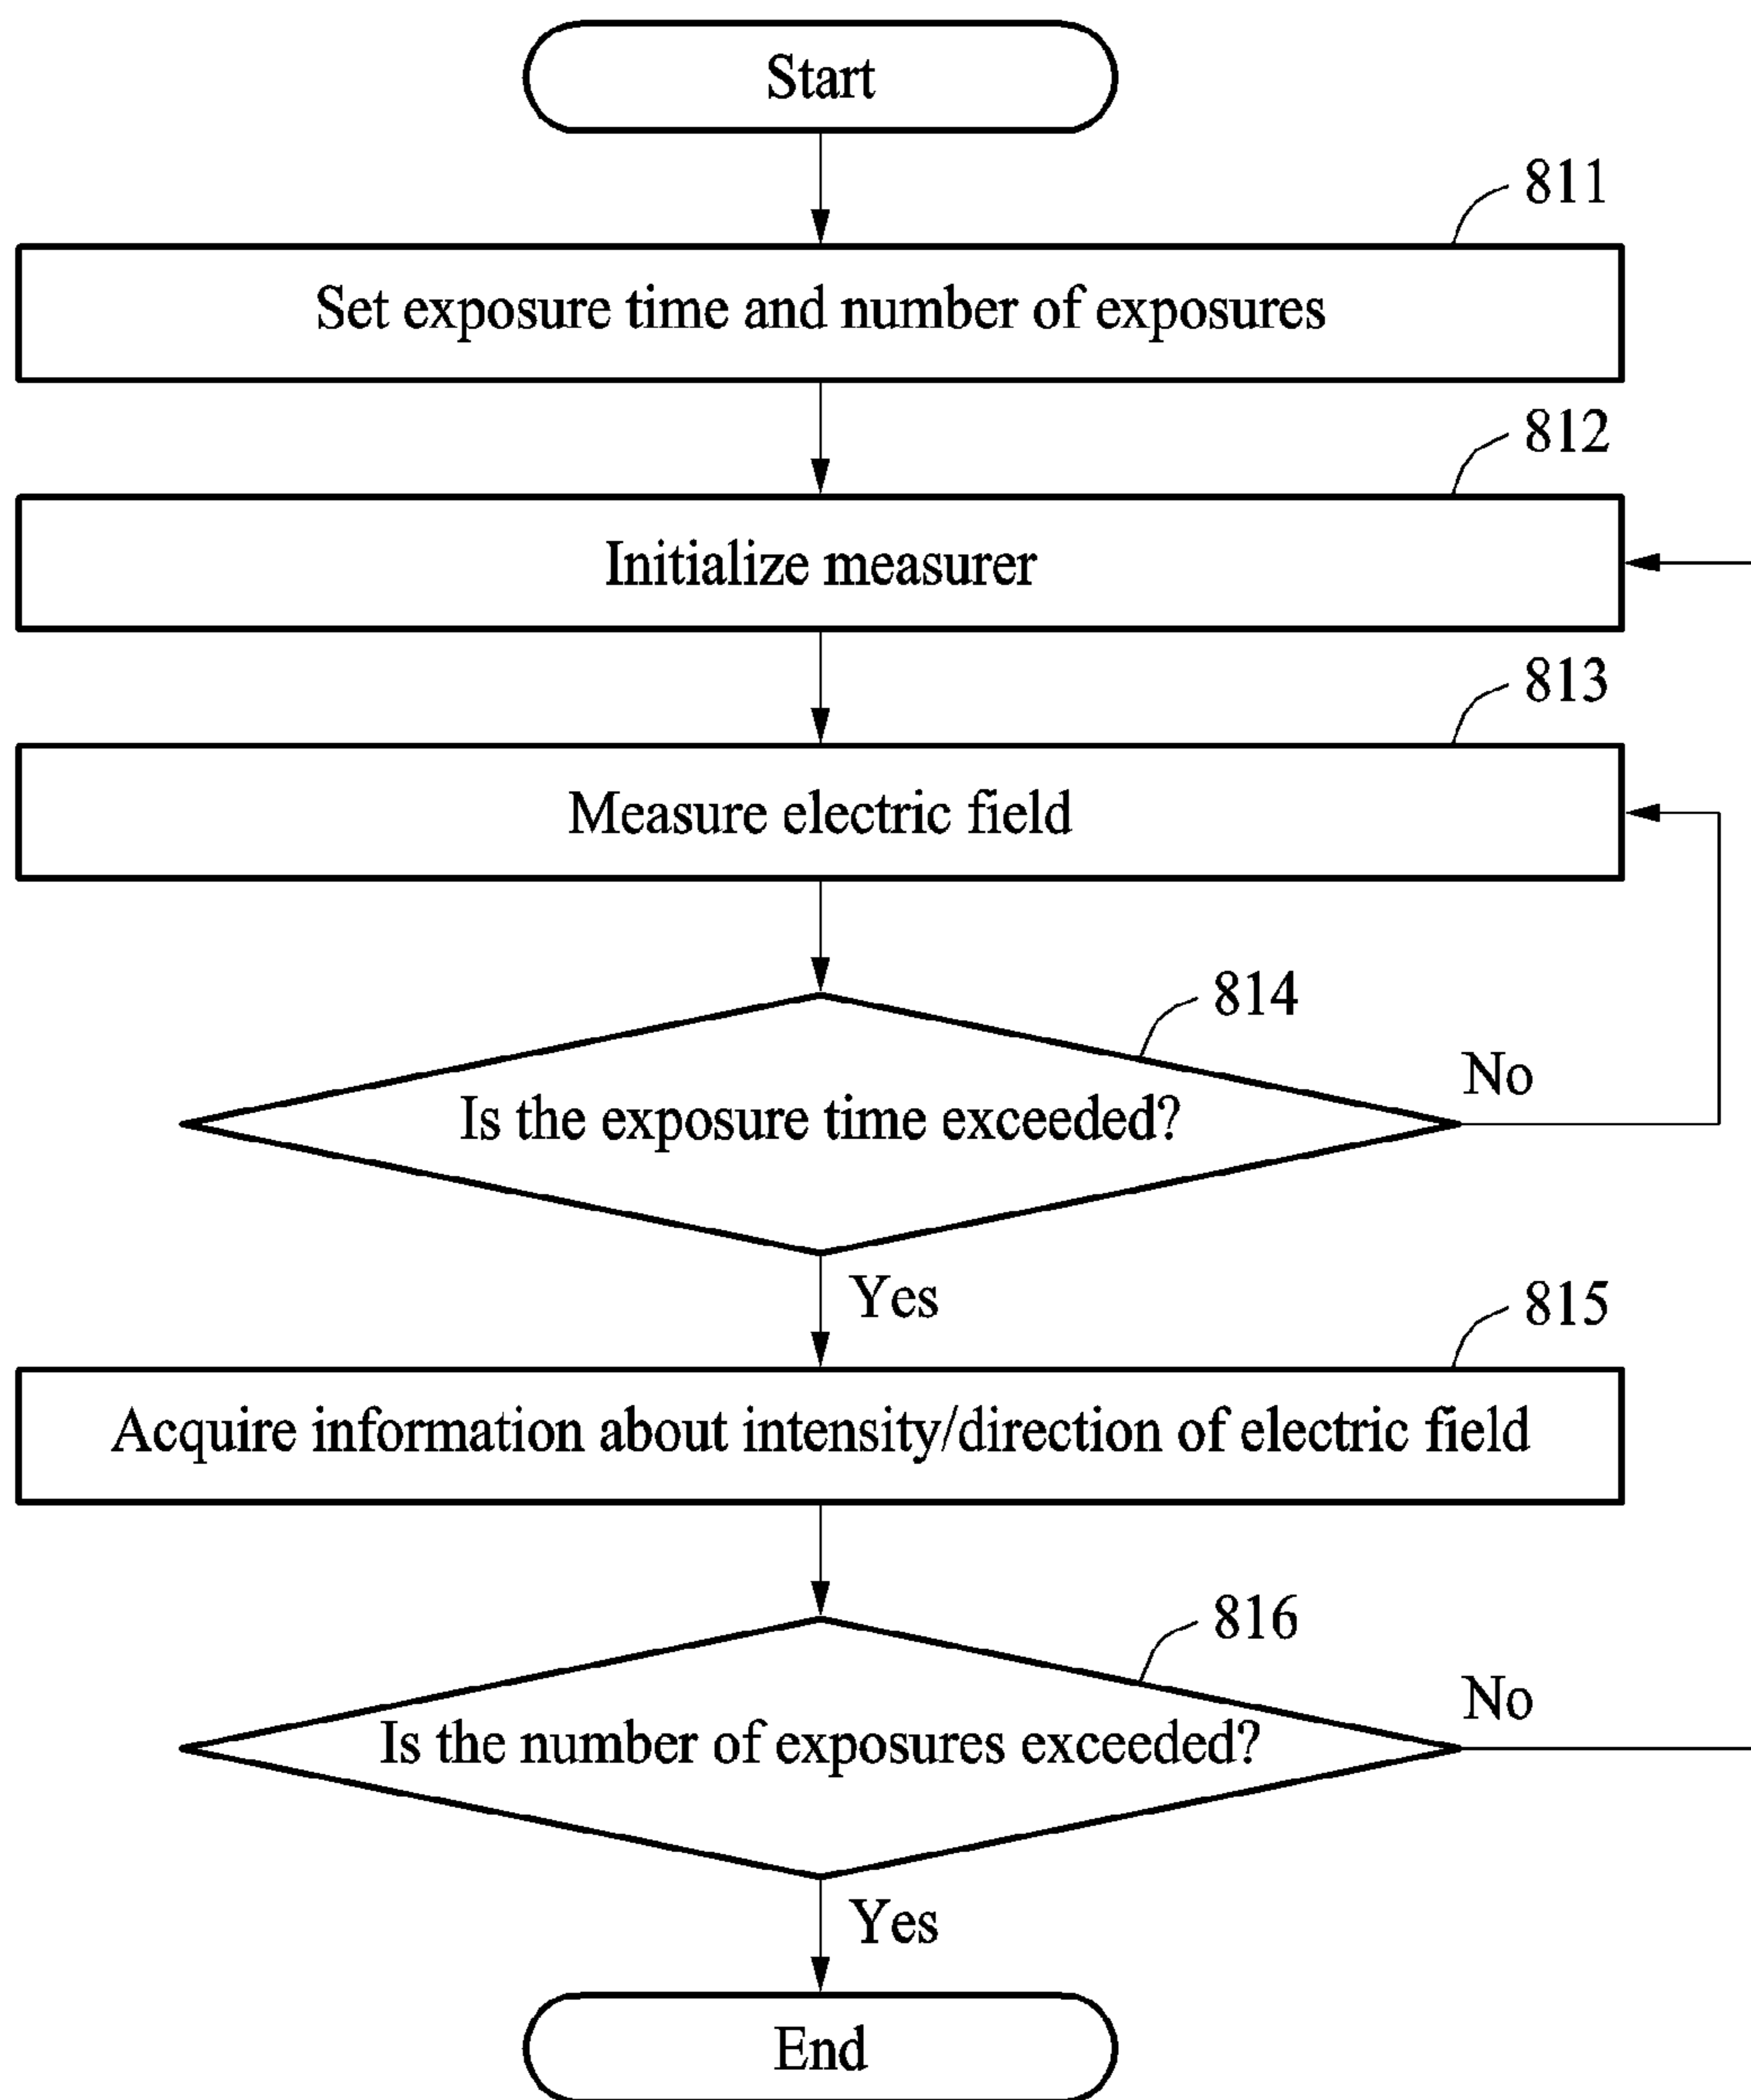 Start
811
Set exposure time and number of exposures
812
Initialize measurer
813
Measure electric field
814
Is the exposure time exceeded?
No
Yes
815
Acquire information about intensity/direction of electric field
816
Is the number of exposures exceeded?
No
Yes
End